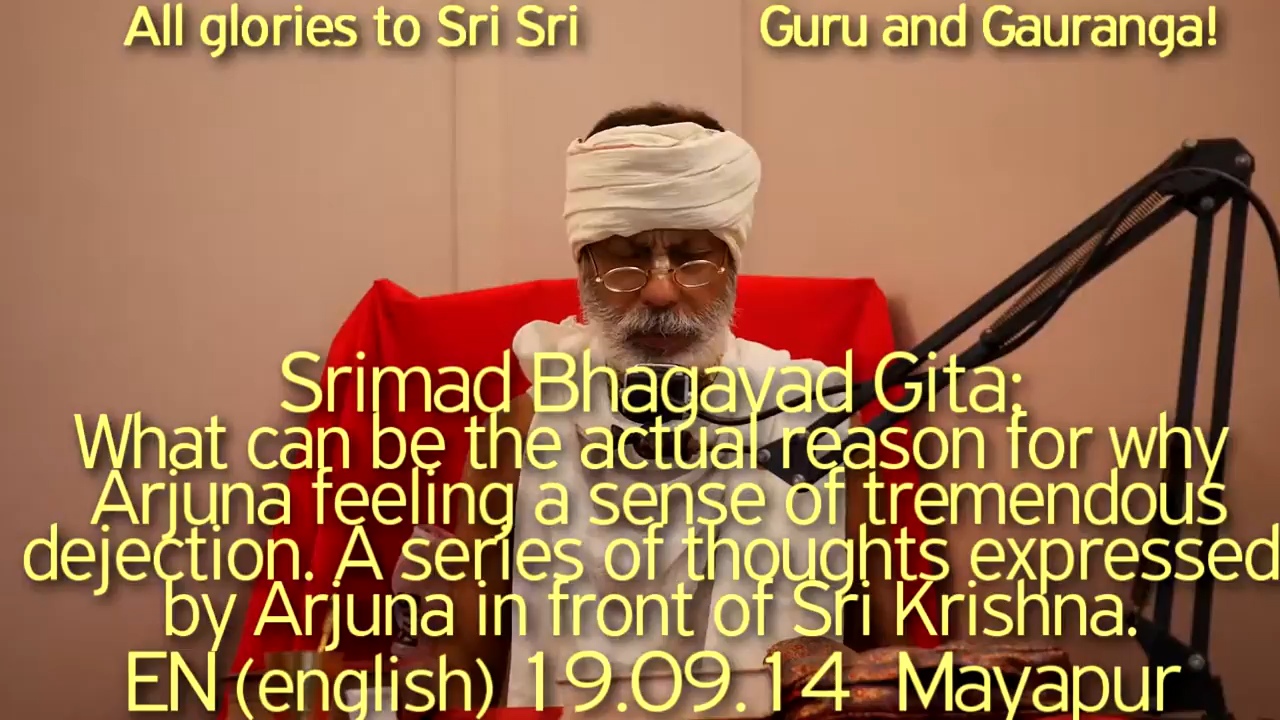 All glories to Sri Sri Guru and Gauranga!
Srimad Bhagavad Gita;
What can be the actual reason for why
Arjuna feeling a sense of tremendous
dejection. A series of thoughts expressed
by Arjuna in front of Sri Krishna.
EN (english) 19.09.14 Mayapur